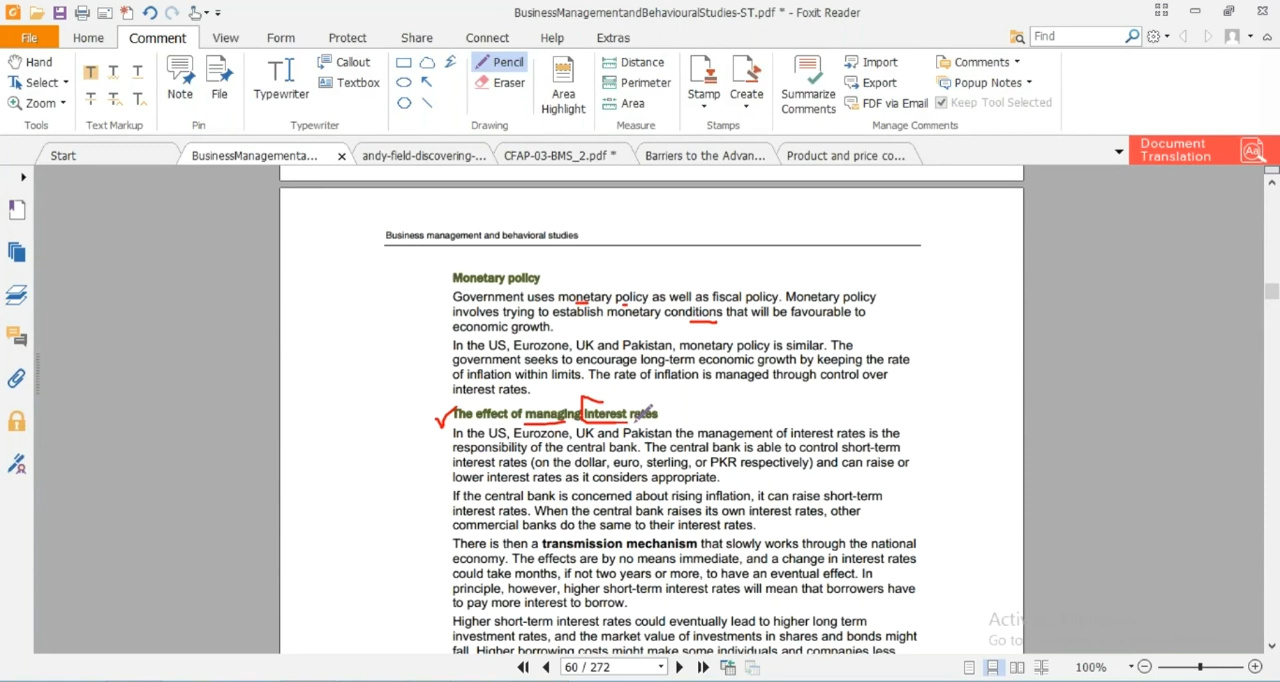 BusinessManagementandBehaviouralStudies-ST.pdf * - Foxit Reader
File Home Comment View Form Protect Share Connect Help Extras Find
Hand
Select
Zoom
Tools
T T T
T T T
Text Markup
Note File
Pin
Typewriter
Callout
Textbox
Typewriter
Pencil
Eraser
Drawing
Area
Highlight
Distance
Perimeter
Area
Measure
Stamp Create
Stamps
Summarize
Comments
Import
Export
FDF via Email
Comments
Popup Notes
Keep Tool Selected
Manage Comments
Start BusinessManagementa... x andy-field-discovering-... CFAP-03-BMS_2.pdf * Barriers to the Advan... Product and price co...
Document
Translation
Business management and behavioral studies
Monetary policy
Government uses monetary policy as well as fiscal policy. Monetary policy
involves trying to establish monetary conditions that will be favourable to
economic growth.
In the US, Eurozone, UK and Pakistan, monetary policy is similar. The
government seeks to encourage long-term economic growth by keeping the rate
of inflation within limits. The rate of inflation is managed through control over
interest rates.
The effect of managing interest rates
In the US, Eurozone, UK and Pakistan the management of interest rates is the
responsibility of the central bank. The central bank is able to control short-term
interest rates (on the dollar, euro, sterling, or PKR respectively) and can raise or
lower interest rates as it considers appropriate.
If the central bank is concerned about rising inflation, it can raise short-term
interest rates. When the central bank raises its own interest rates, other
commercial banks do the same to their interest rates.
There is then a transmission mechanism that slowly works through the national
economy. The effects are by no means immediate, and a change in interest rates
could take months, if not two years or more, to have an eventual effect. In
principle, however, higher short-term interest rates will mean that borrowers have
to pay more interest to borrow.
Higher short-term interest rates could eventually lead to higher long term
investment rates, and the market value of investments in shares and bonds might
fall. Higher borrowing costs might make some individuals and companies less
Go to
60 / 272
100%